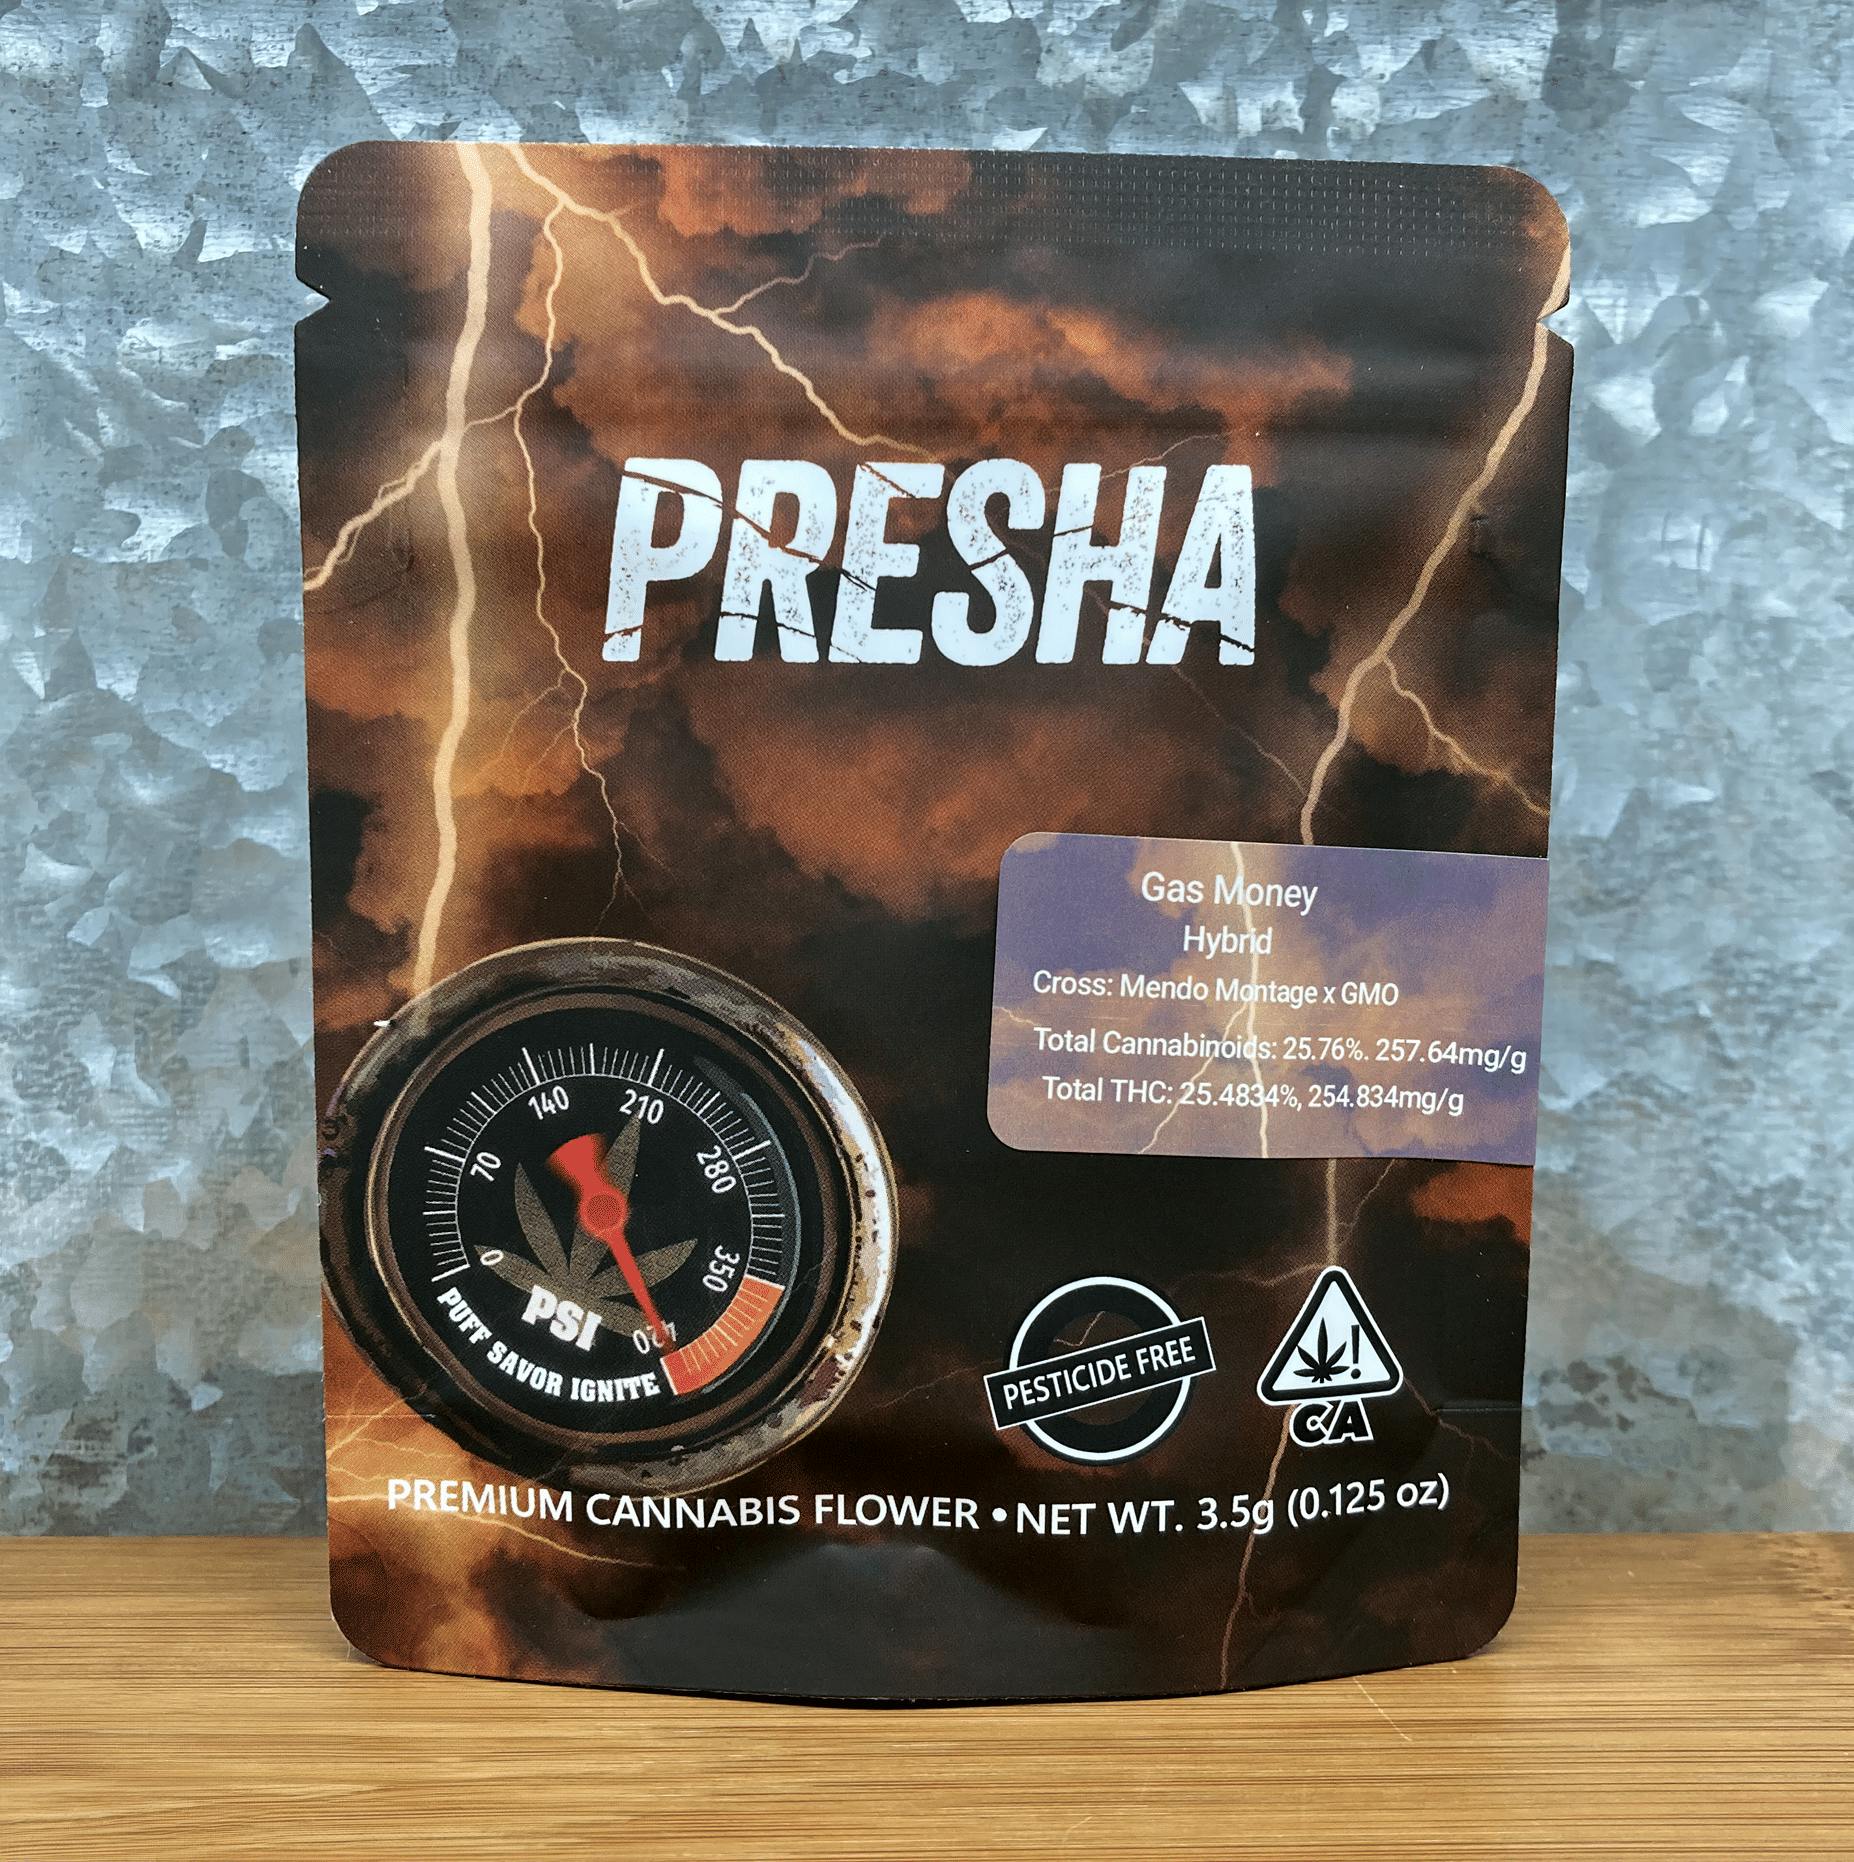 PRESHA
Gas Money
Hybrid
Cross: Mendo Montage x GMO
Total Cannabinoids: 25.76%. 257.64mg/g
Total THC: 25.4834%, 254.834mg/g
0
70
140
210
280
350
420
PSI
PUFF SAVOR IGNITE
PESTICIDE FREE
!
CA
PREMIUM CANNABIS FLOWER • NET WT. 3.5g (0.125 oz)